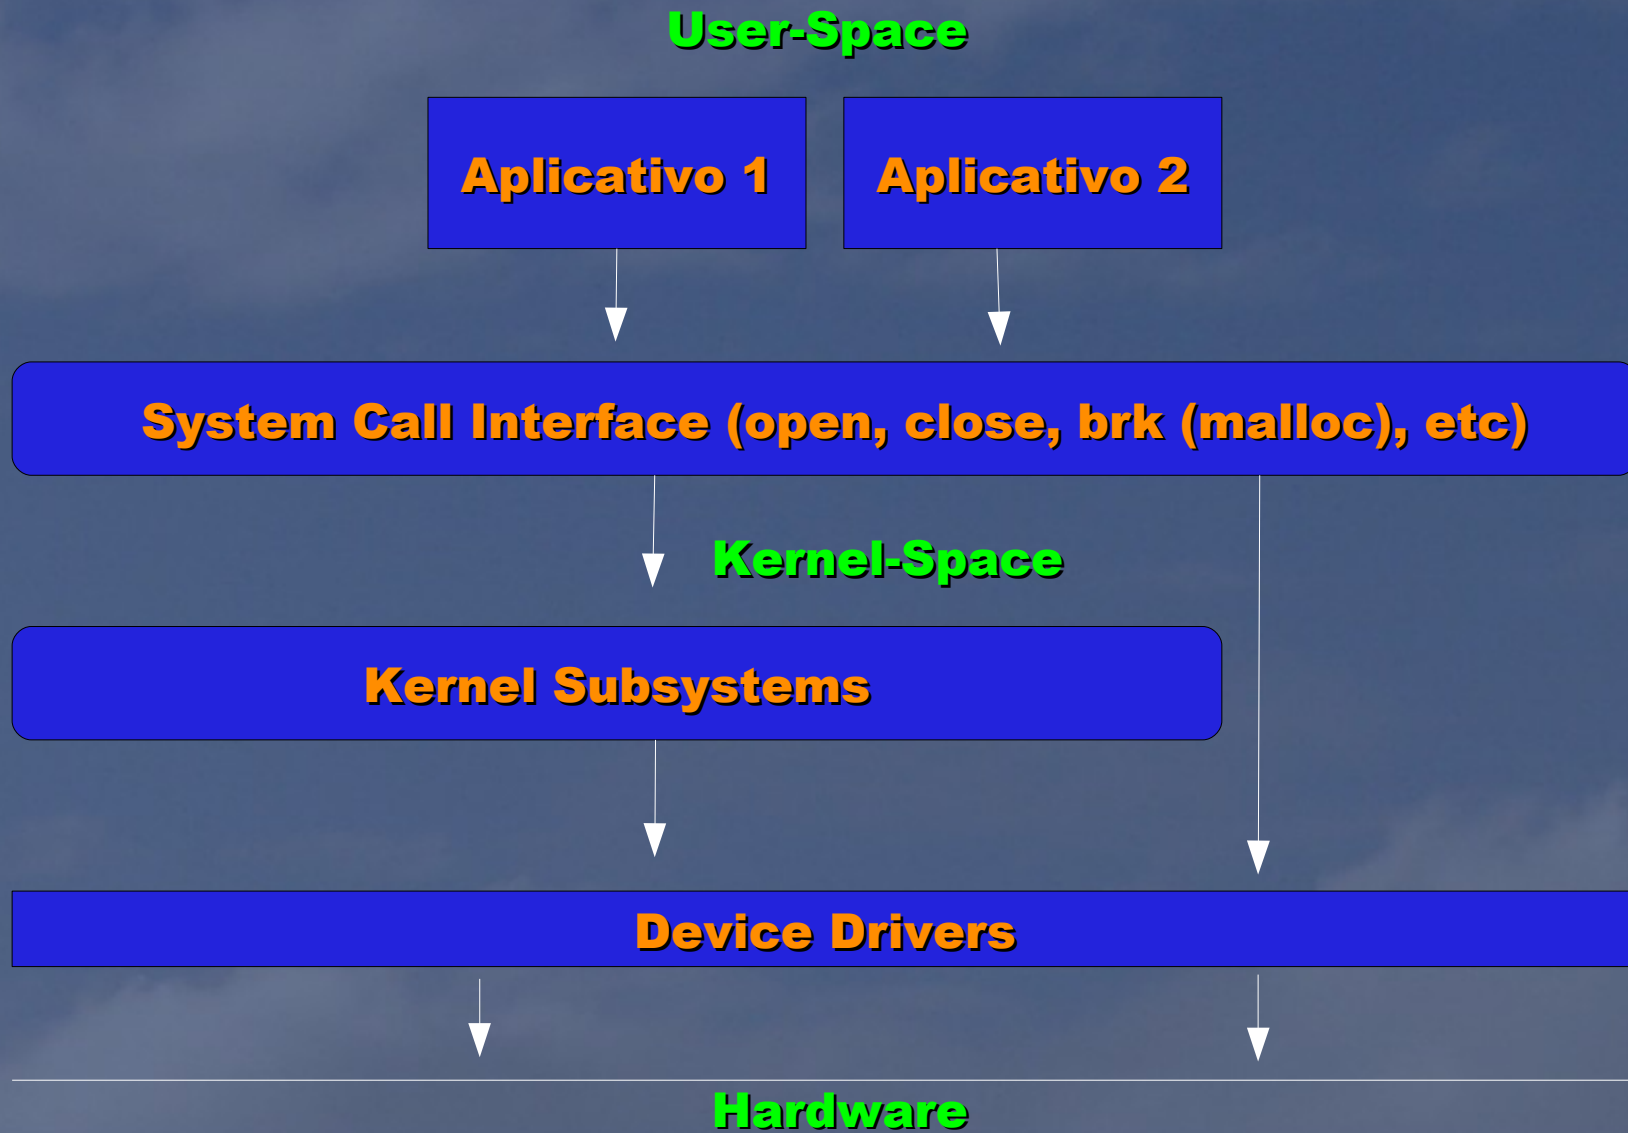 User-Space
Aplicativo 1
Aplicativo 2
System Call Interface (open, close, brk (malloc), etc)
Kernel-Space
Kernel Subsystems
Device Drivers
Hardware